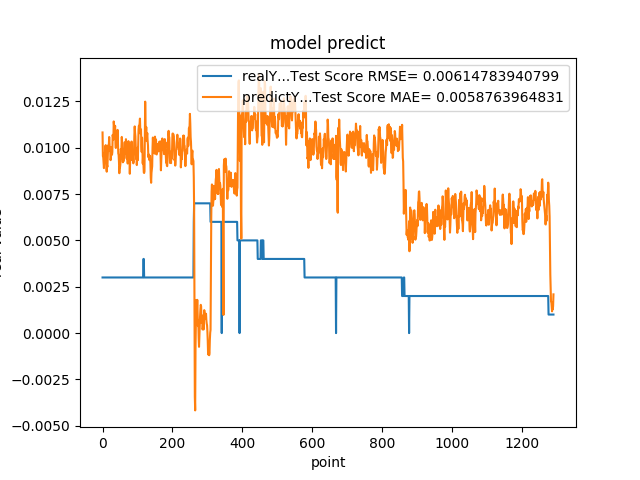 model predict
realY...Test Score RMSE= 0.00614783940799
predictY...Test Score MAE= 0.0058763964831
0.0125
0.0100
0.0075
0.0050
0.0025
0.0000
−0.0025
−0.0050
0 200 400 600 800 1000 1200
point